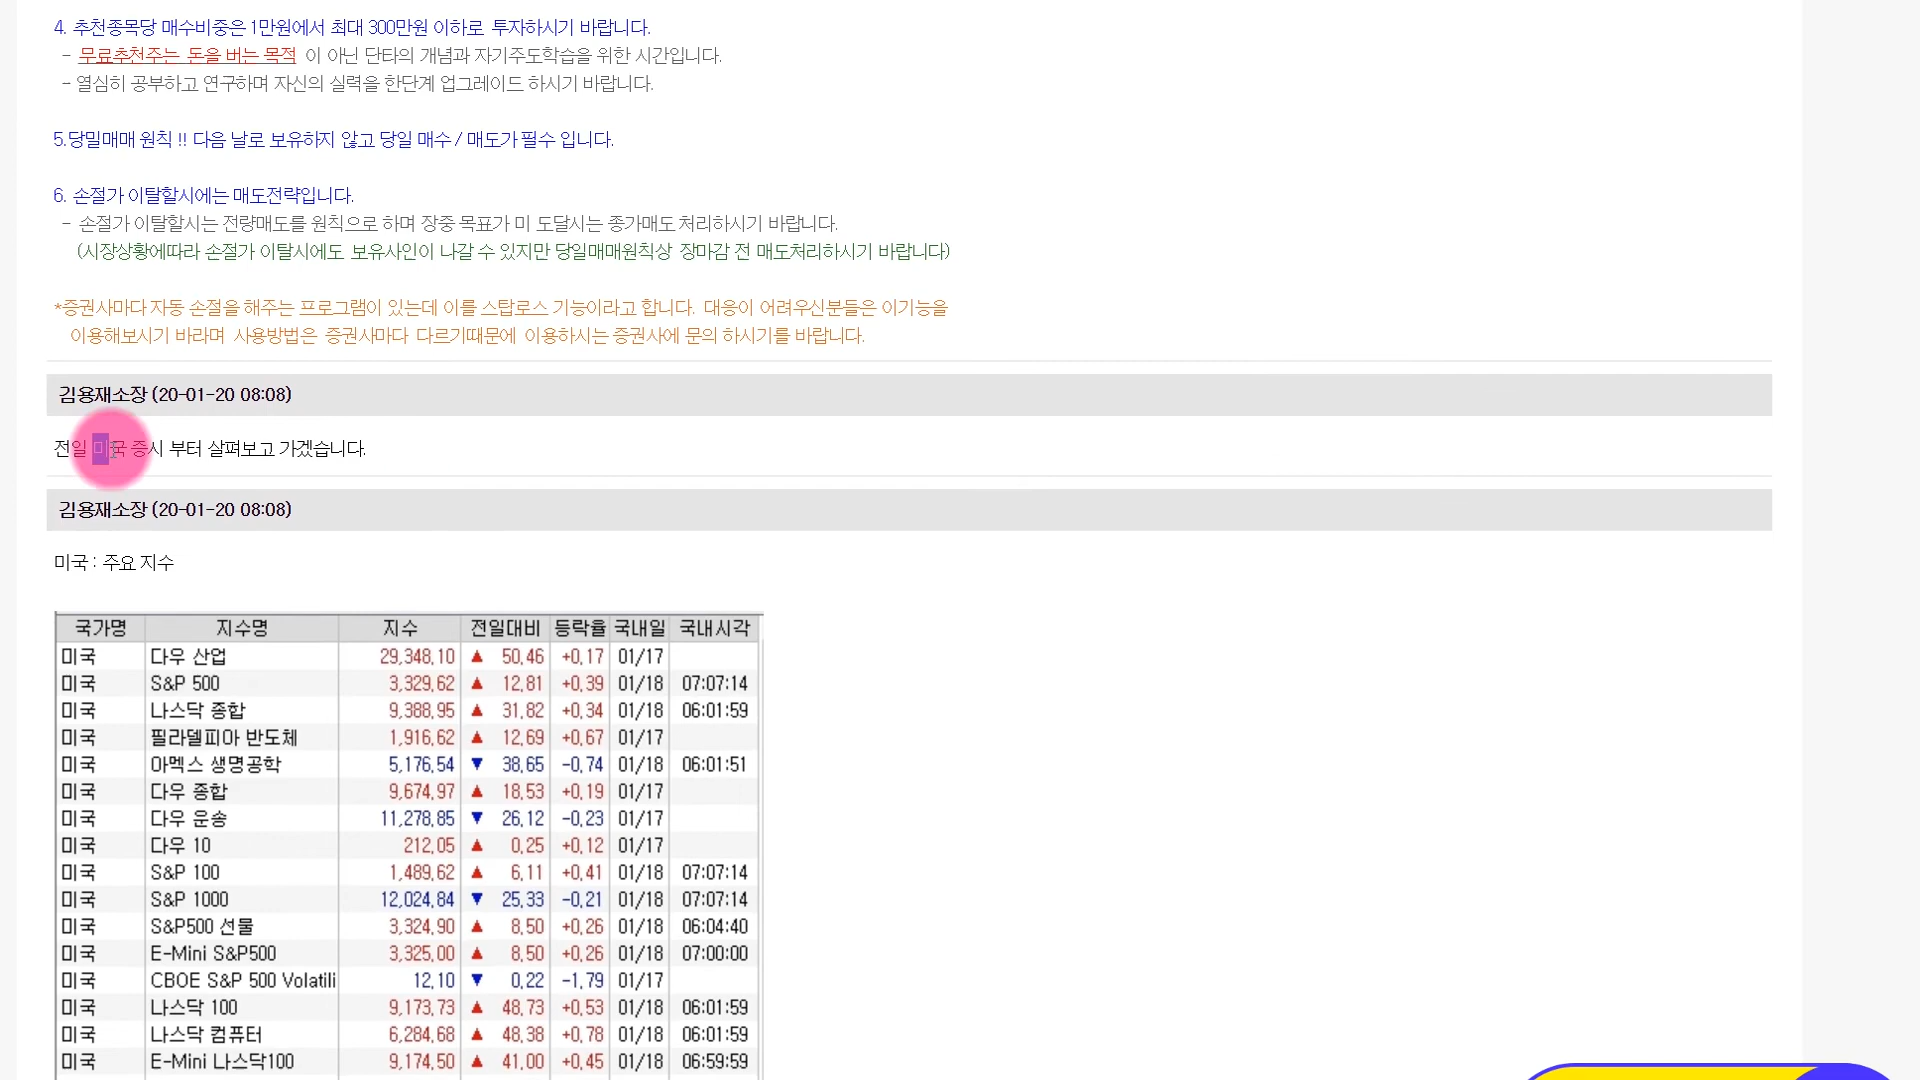 4. 추천종목당 매수비중은 1만원에서 최대 300만원 이하로 투자하시기 바랍니다.
- 무료추천주는 돈을 버는 목적 이 아닌 단타의 개념과 자기주도학습을 위한 시간입니다.
- 열심히 공부하고 연구하며 자신의 실력을 한단계 업그레이드 하시기 바랍니다.
5.당밀매매 원칙 !! 다음 날로 보유하지 않고 당일 매수 / 매도가 필수 입니다.
6. 손절가 이탈할시에는 매도전략입니다.
- 손절가 이탈할시는 전량매도를 원칙으로 하며 장중 목표가 미 도달시는 종가매도 처리하시기 바랍니다.
(시장상황에따라 손절가 이탈시에도 보유사인이 나갈 수 있지만 당일매매원칙상 장마감 전 매도처리하시기 바랍니다)
*증권사마다 자동 손절을 해주는 프로그램이 있는데 이를 스탑로스 기능이라고 합니다. 대응이 어려우신분들은 이기능을
이용해보시기 바라며 사용방법은 증권사마다 다르기때문에 이용하시는 증권사에 문의 하시기를 바랍니다.
김용재소장 (20-01-20 08:08)
전일 미국 증시 부터 살펴보고 가겠습니다.
김용재소장 (20-01-20 08:08)
미국 : 주요 지수
국가명 지수명 지수 전일대비 등락율 국내일 국내시각
미국 다우 산업 29,348.10 ▲ 50.46 +0.17 01/17
미국 S&P 500 3,329.62 ▲ 12.81 +0.39 01/18 07:07:14
미국 나스닥 종합 9,388.95 ▲ 31.82 +0.34 01/18 06:01:59
미국 필라델피아 반도체 1,916.62 ▲ 12.69 +0.67 01/17
미국 아멕스 생명공학 5,176.54 ▼ 38.65 -0.74 01/18 06:01:51
미국 다우 종합 9,674.97 ▲ 18.53 +0.19 01/17
미국 다우 운송 11,278.85 ▼ 26.12 -0.23 01/17
미국 다우 10 212.05 ▲ 0.25 +0.12 01/17
미국 S&P 100 1,489.62 ▲ 6.11 +0.41 01/18 07:07:14
미국 S&P 1000 12,024.84 ▼ 25.33 -0.21 01/18 07:07:14
미국 S&P500 선물 3,324.90 ▲ 8.50 +0.26 01/18 06:04:40
미국 E-Mini S&P500 3,325.00 ▲ 8.50 +0.26 01/18 07:00:00
미국 CBOE S&P 500 Volatili 12.10 ▼ 0.22 -1.79 01/17
미국 나스닥 100 9,173.73 ▲ 48.73 +0.53 01/18 06:01:59
미국 나스닥 컴퓨터 6,284.68 ▲ 48.38 +0.78 01/18 06:01:59
미국 E-Mini 나스닥100 9,174.50 ▲ 41.00 +0.45 01/18 06:59:59